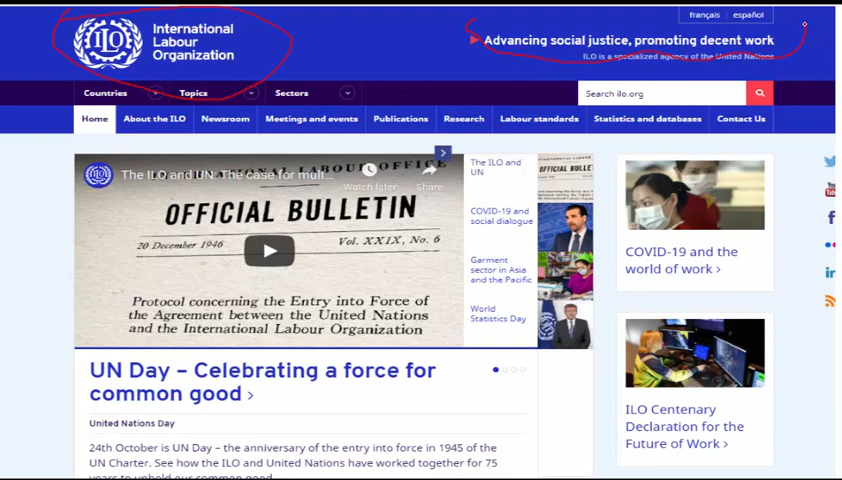 français español
ILO
International
Labour
Organization
Advancing social justice, promoting decent work
ILO is a specialized agency of the United Nations
Countries Topics Sectors
Search ilo.org
Home About the ILO Newsroom Meetings and events Publications Research Labour standards Statistics and databases Contact Us
The ILO and UN: The case for mult...
Watch later
Share
OFFICIAL BULLETIN
20 December 1946 Vol. XXIX, No. 6
Protocol concerning the Entry into Force of
the Agreement between the United Nations
and the International Labour Organization
The ILO and
UN
COVID-19 and
social dialogue
Garment
sector in Asia
and the Pacific
World
Statistics Day
COVID-19 and the
world of work ›
ILO Centenary
Declaration for the
Future of Work ›
UN Day – Celebrating a force for
common good ›
United Nations Day
24th October is UN Day – the anniversary of the entry into force in 1945 of the
UN Charter. See how the ILO and United Nations have worked together for 75
years to uphold our common good.